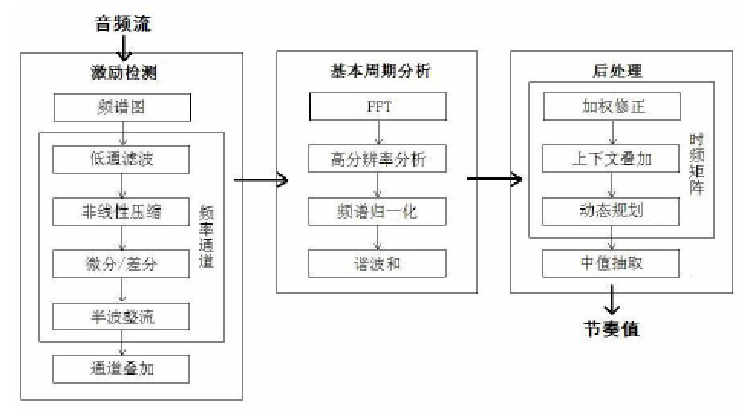 音频流
激励检测
频谱图
低通滤波
非线性压缩
微分/差分
半波整流
频率通道
通道叠加
基本周期分析
PPT
高分辨率分析
频谱归一化
谐波和
后处理
加权修正
上下文叠加
动态规划
时频矩阵
中值抽取
节奏值